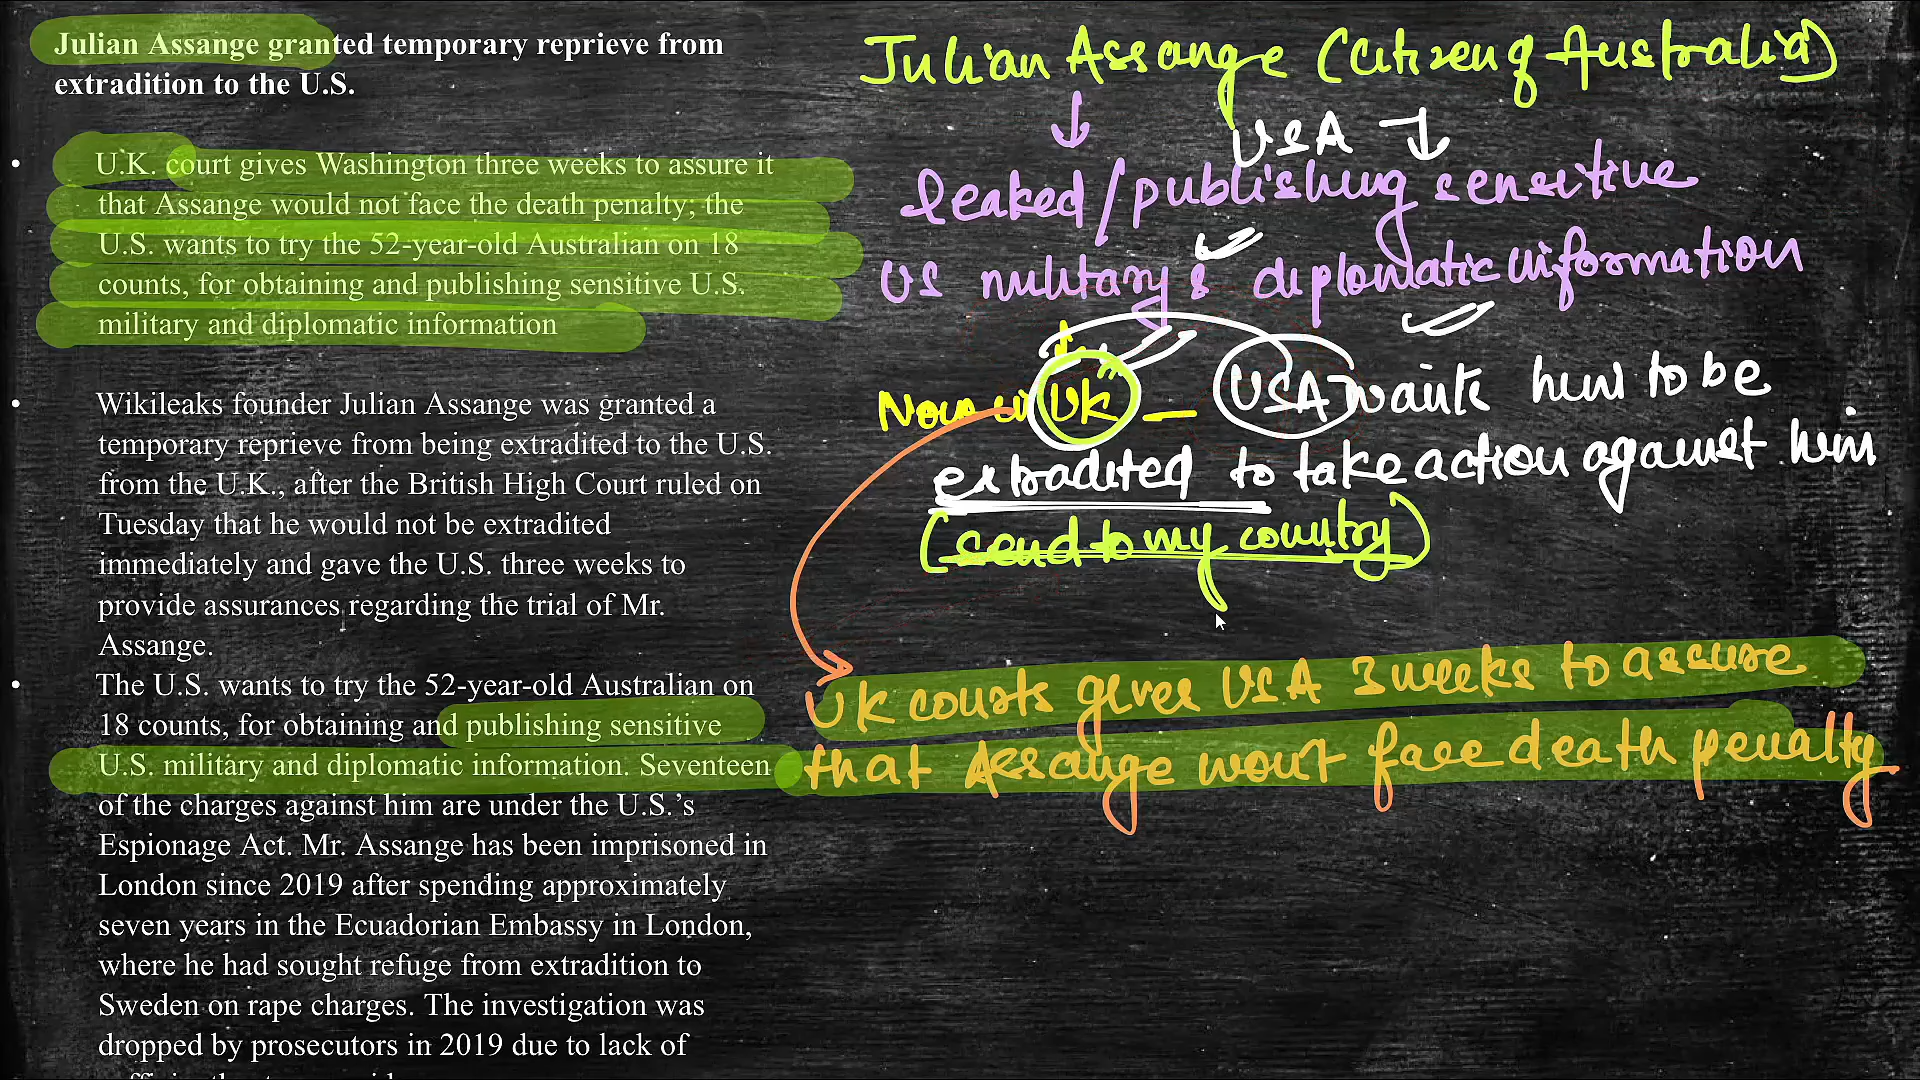 Julian Assange granted temporary reprieve from
extradition to the U.S.
• U.K. court gives Washington three weeks to assure it
that Assange would not face the death penalty; the
U.S. wants to try the 52-year-old Australian on 18
counts, for obtaining and publishing sensitive U.S.
military and diplomatic information
• Wikileaks founder Julian Assange was granted a
temporary reprieve from being extradited to the U.S.
from the U.K., after the British High Court ruled on
Tuesday that he would not be extradited
immediately and gave the U.S. three weeks to
provide assurances regarding the trial of Mr.
Assange.
• The U.S. wants to try the 52-year-old Australian on
18 counts, for obtaining and publishing sensitive
U.S. military and diplomatic information. Seventeen
of the charges against him are under the U.S.’s
Espionage Act. Mr. Assange has been imprisoned in
London since 2019 after spending approximately
seven years in the Ecuadorian Embassy in London,
where he had sought refuge from extradition to
Sweden on rape charges. The investigation was
dropped by prosecutors in 2019 due to lack of
Julian Assange (Citizen of Australia)
USA
leaked/publishing sensitive
US military & diplomatic information
Now in UK – USA wants him to be
extradited to take action against him
(send to my country)
UK courts gives USA 3 weeks to assure
that Assange won't face death penalty